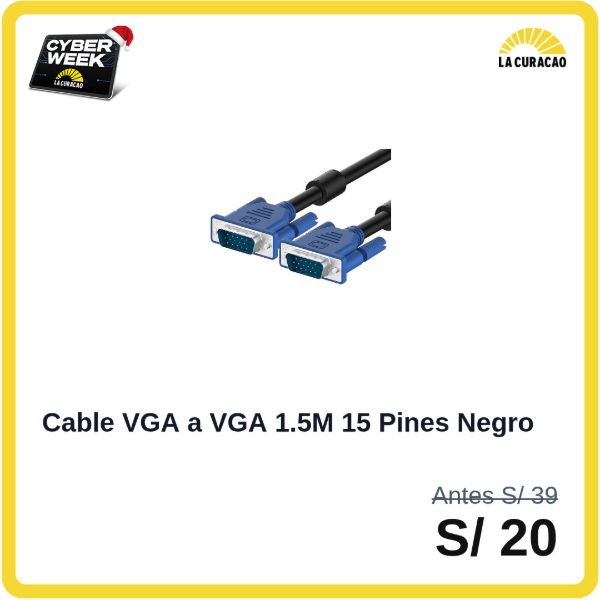 CYBER
WEEK
LA CURACAO
LA CURACAO
Cable VGA a VGA 1.5M 15 Pines Negro
Antes S/ 39
S/ 20